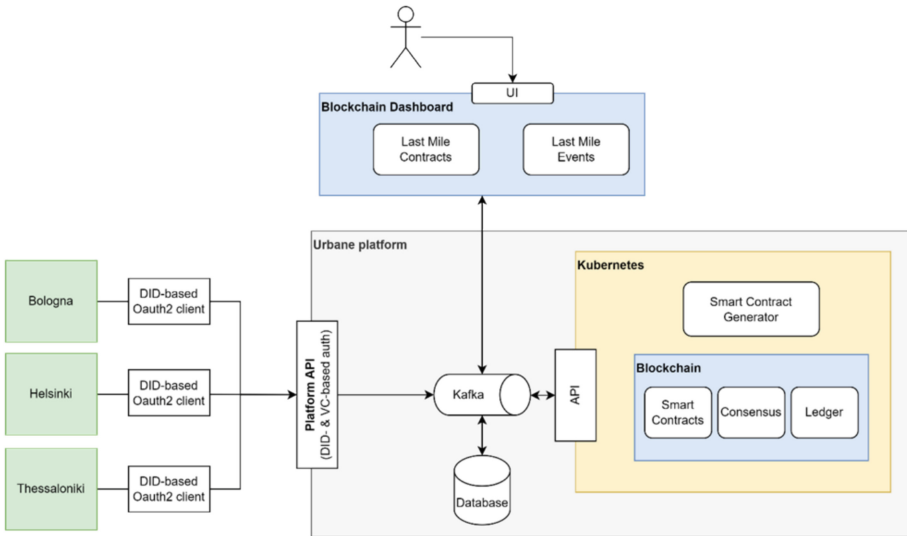 UI
Blockchain Dashboard
Last Mile
Contracts
Last Mile
Events
Urbane platform
Kubernetes
Bologna
DID-based
Oauth2 client
Smart Contract
Generator
Helsinki
DID-based
Oauth2 client
Platform API
(DID- & VC-based auth)
Kafka
API
Blockchain
Smart
Contracts
Consensus
Ledger
Thessaloniki
DID-based
Oauth2 client
Database